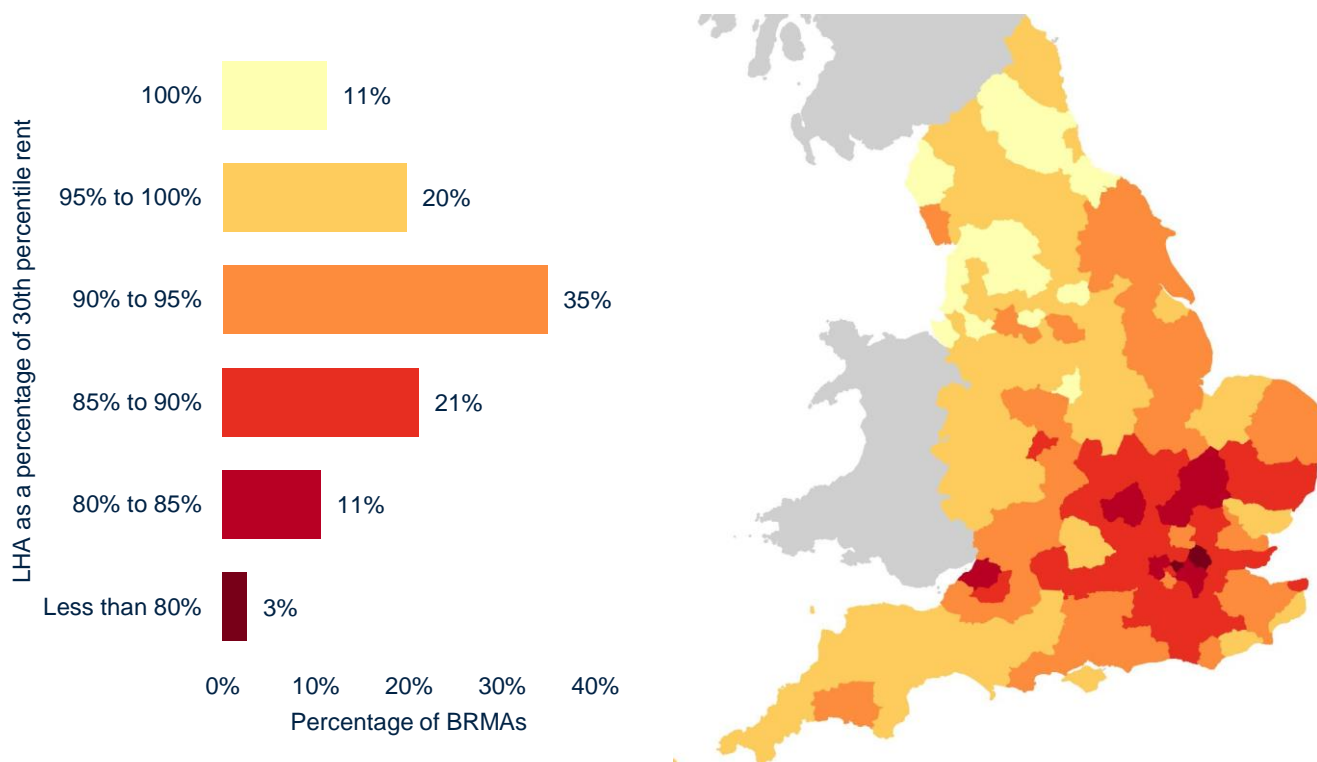 LHA as a percentage of 30th percentile rent
100%
11%
95% to 100%
20%
90% to 95%
35%
85% to 90%
21%
80% to 85%
11%
Less than 80%
3%
0%
10%
20%
30%
40%
Percentage of BRMAs